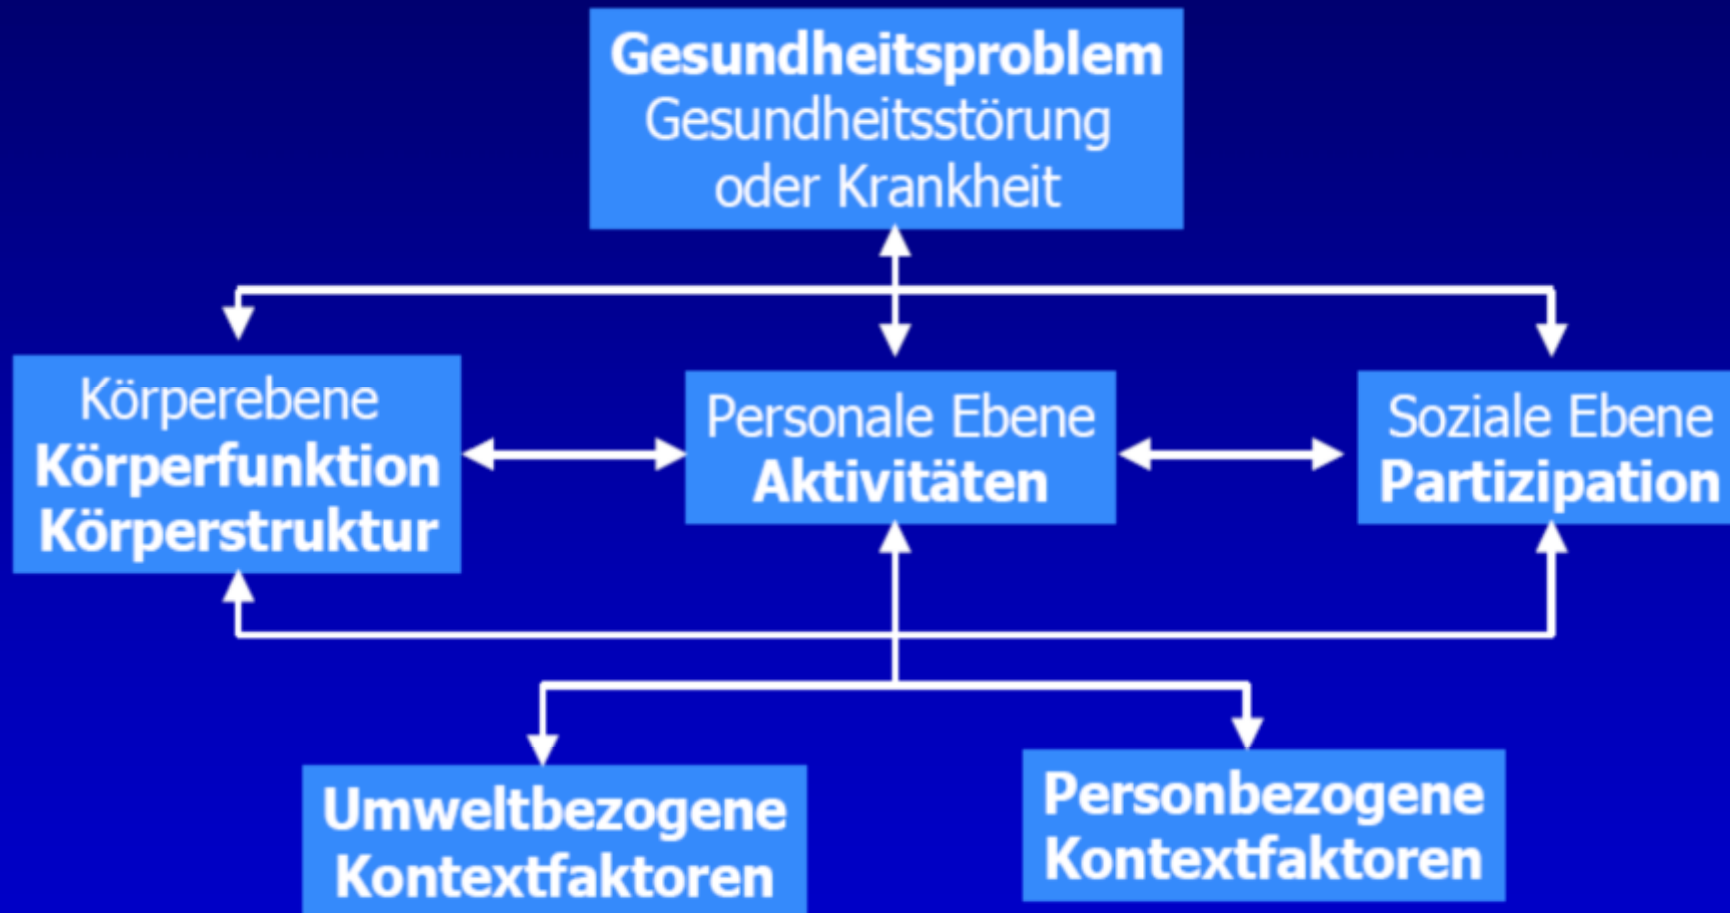 Gesundheitsproblem
Gesundheitsstörung
oder Krankheit
Körperebene
Körperfunktion
Körperstruktur
Personale Ebene
Aktivitäten
Soziale Ebene
Partizipation
Umweltbezogene
Kontextfaktoren
Personbezogene
Kontextfaktoren